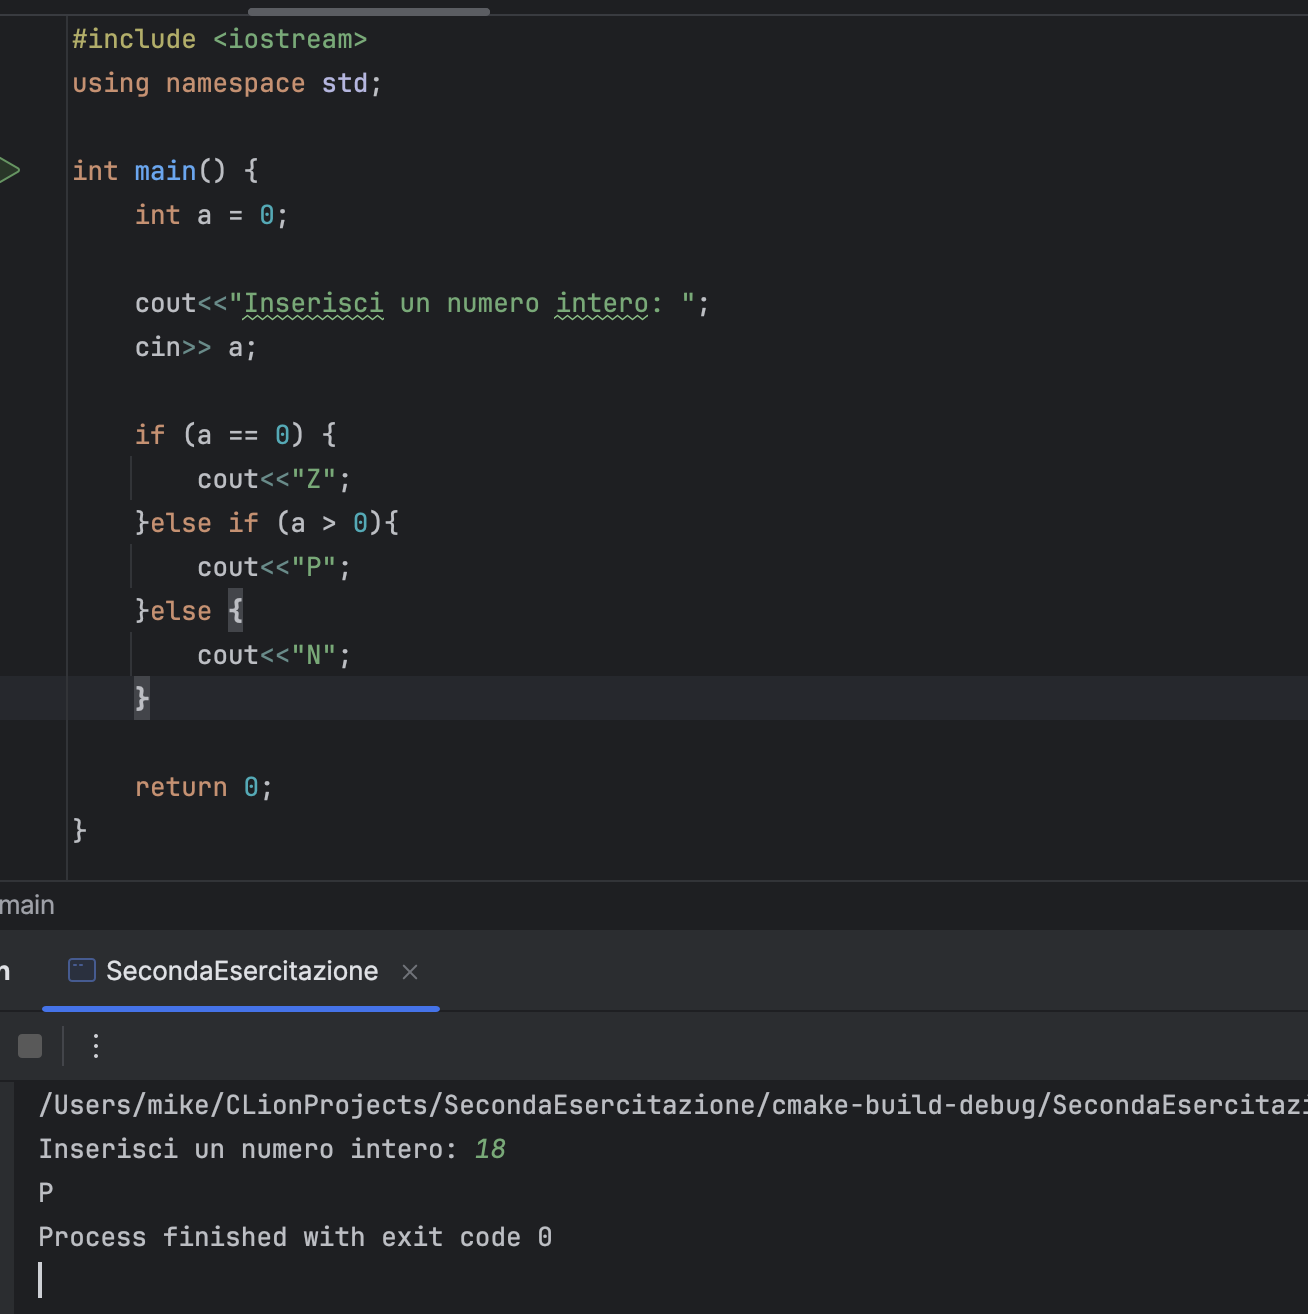 #include <iostream>
using namespace std;
int main() {
int a = 0;
cout<<"Inserisci un numero intero: ";
cin>> a;
if (a == 0) {
cout<<"Z";
}else if (a > 0){
cout<<"P";
}else {
cout<<"N";
}
return 0;
}
main
SecondaEsercitazione
/Users/mike/CLionProjects/SecondaEsercitazione/cmake-build-debug/SecondaEsercitazi
Inserisci un numero intero: 18
P
Process finished with exit code 0